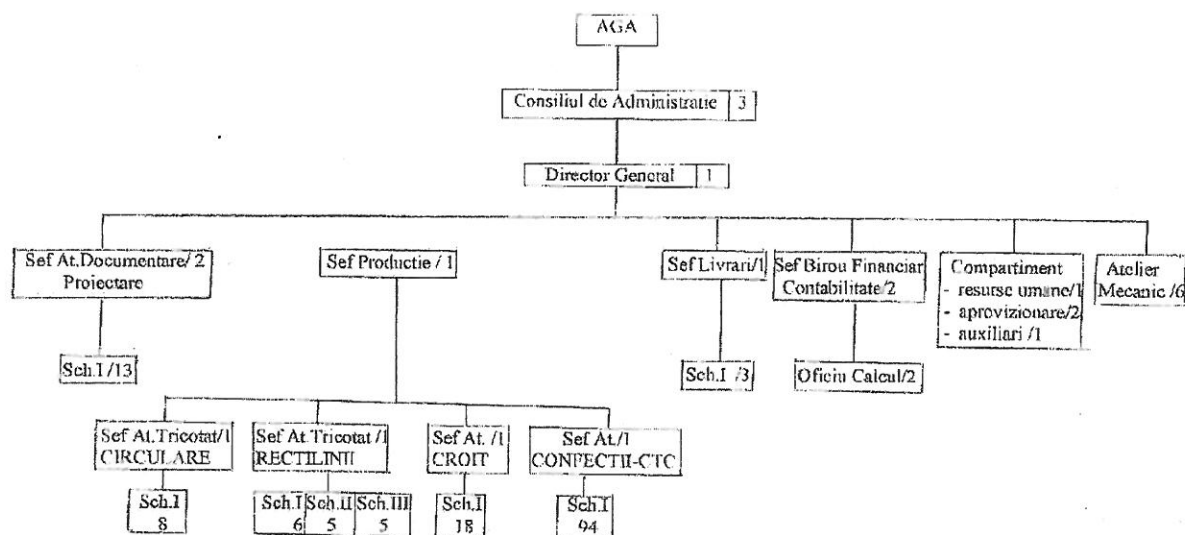 AGA
Consiliul de Administratie 3
Director General 1
Sef At.Documentare/ 2
Proiectare
Sch.I /13
Sef Productie / 1
Sef Livrari/1
Sch.I /3
Sef Birou Financiar
Contabilitate/2
Oficiu Calcul/2
Compartiment
- resurse umane/1
- aprovizionare/2
- auxiliari /1
Atelier
Mecanic /6
Sef At.Tricotat/1
CIRCULARE
Sch.I
8
Sef At.Tricotat /1
RECTILINII
Sch.I Sch.II Sch.III
6 5 5
Sef At. /1
CROIT
Sch.I
18
Sef At./1
CONFECTII-CTC
Sch.I
94